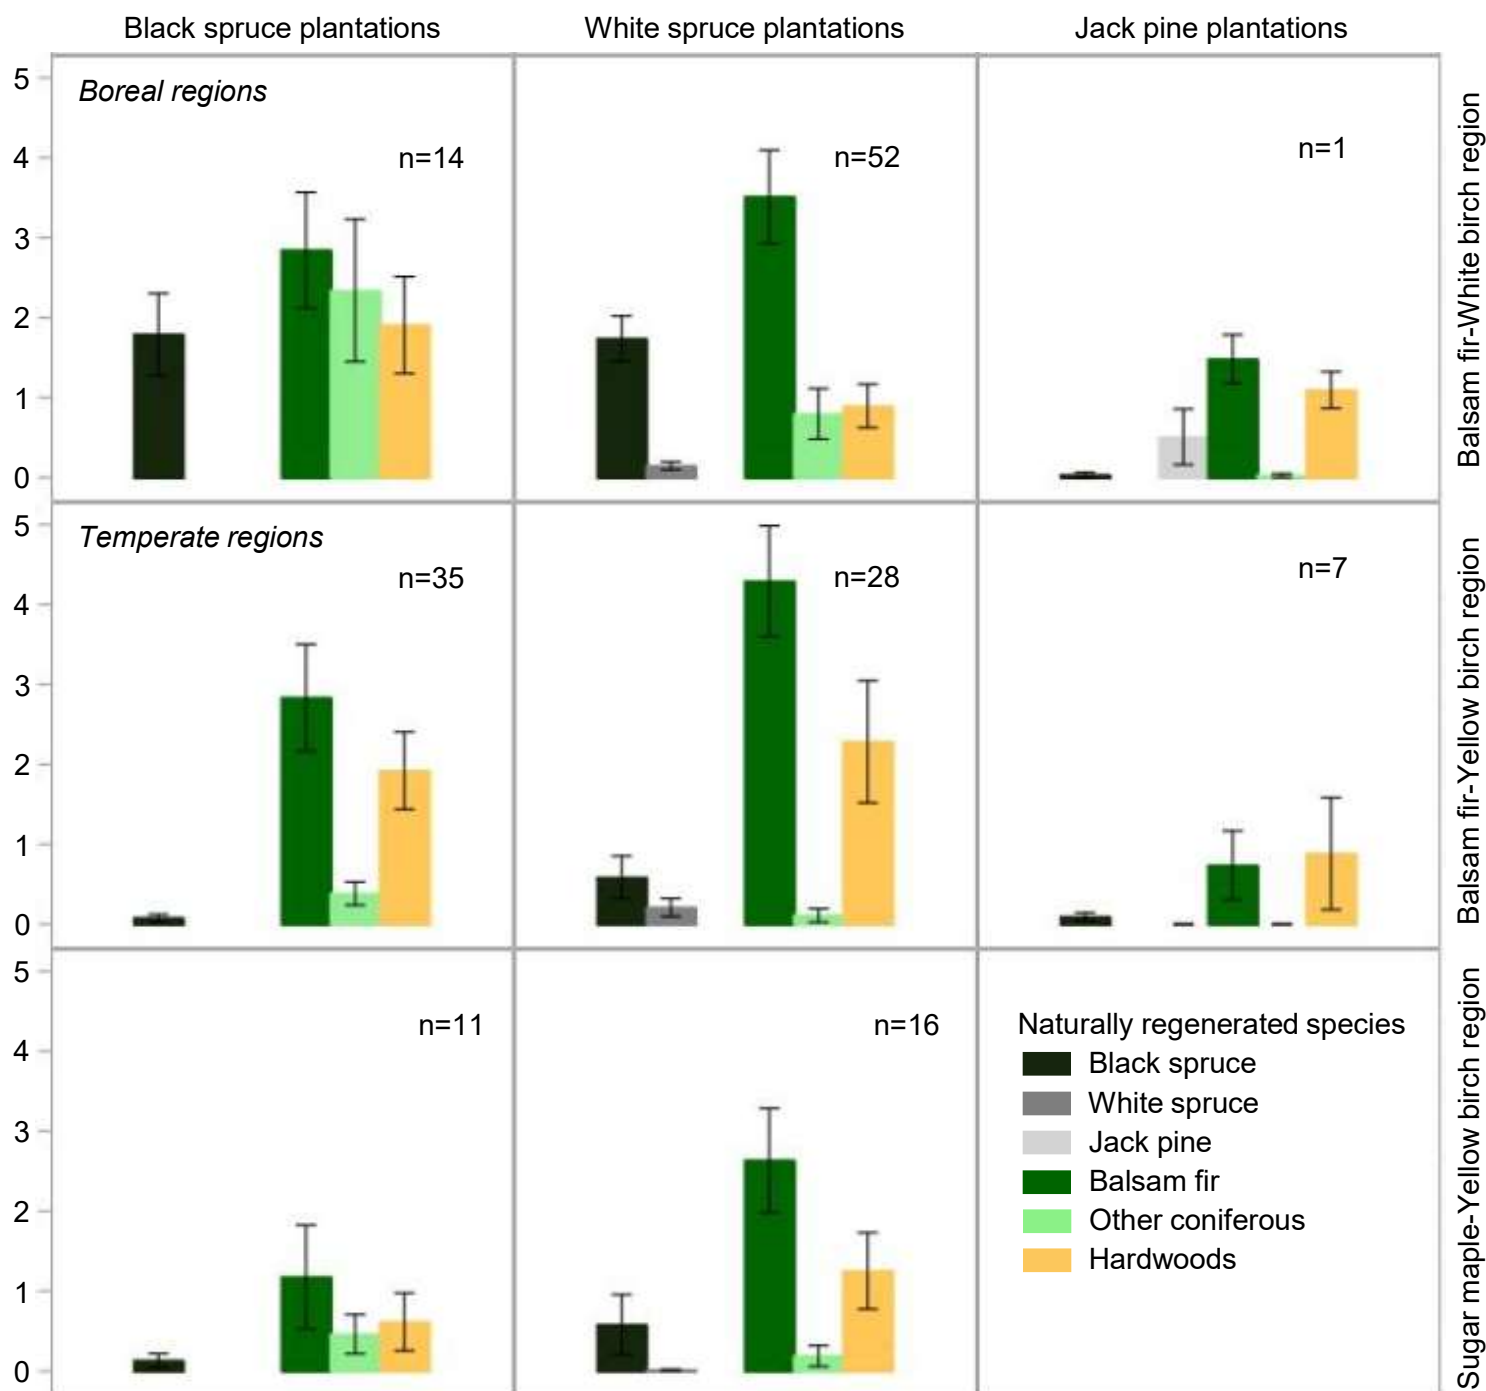 Black spruce plantations
White spruce plantations
Jack pine plantations
5
4
3
2
1
0
Boreal regions
n=14
n=52
n=1
Balsam fir-White birch region
5
4
3
2
1
0
Temperate regions
n=35
n=28
n=7
Balsam fir-Yellow birch region
5
4
3
2
1
0
n=11
n=16
Naturally regenerated species
Black spruce
White spruce
Jack pine
Balsam fir
Other coniferous
Hardwoods
Sugar maple-Yellow birch region